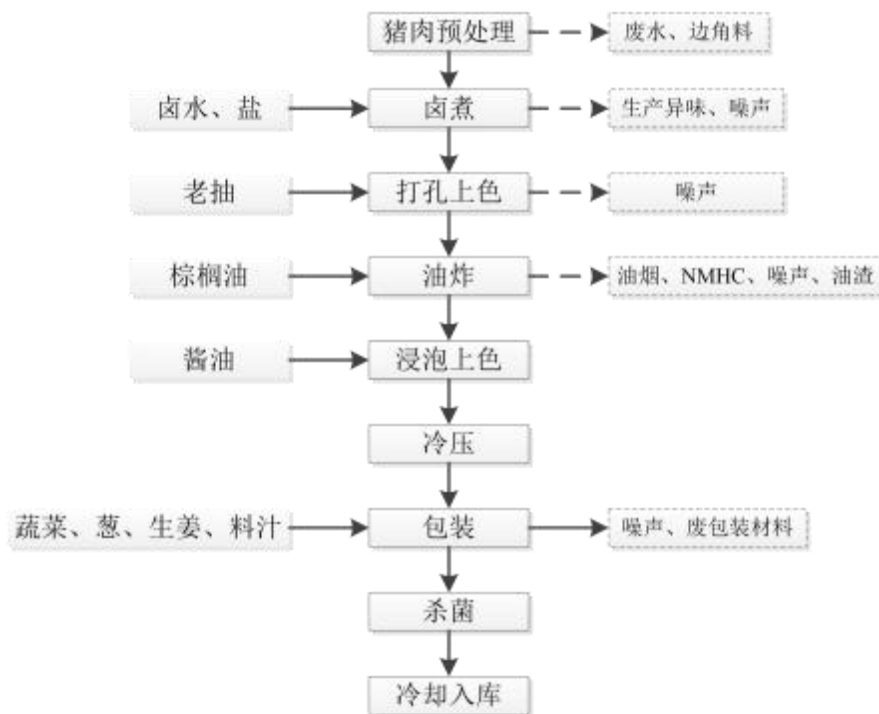 猪肉预处理 废水、边角料
卤水、盐 卤煮 生产异味、噪声
老抽 打孔上色 噪声
棕榈油 油炸 油烟、NMHC、噪声、油渣
酱油 浸泡上色
冷压
蔬菜、葱、生姜、料汁 包装 噪声、废包装材料
杀菌
冷却入库